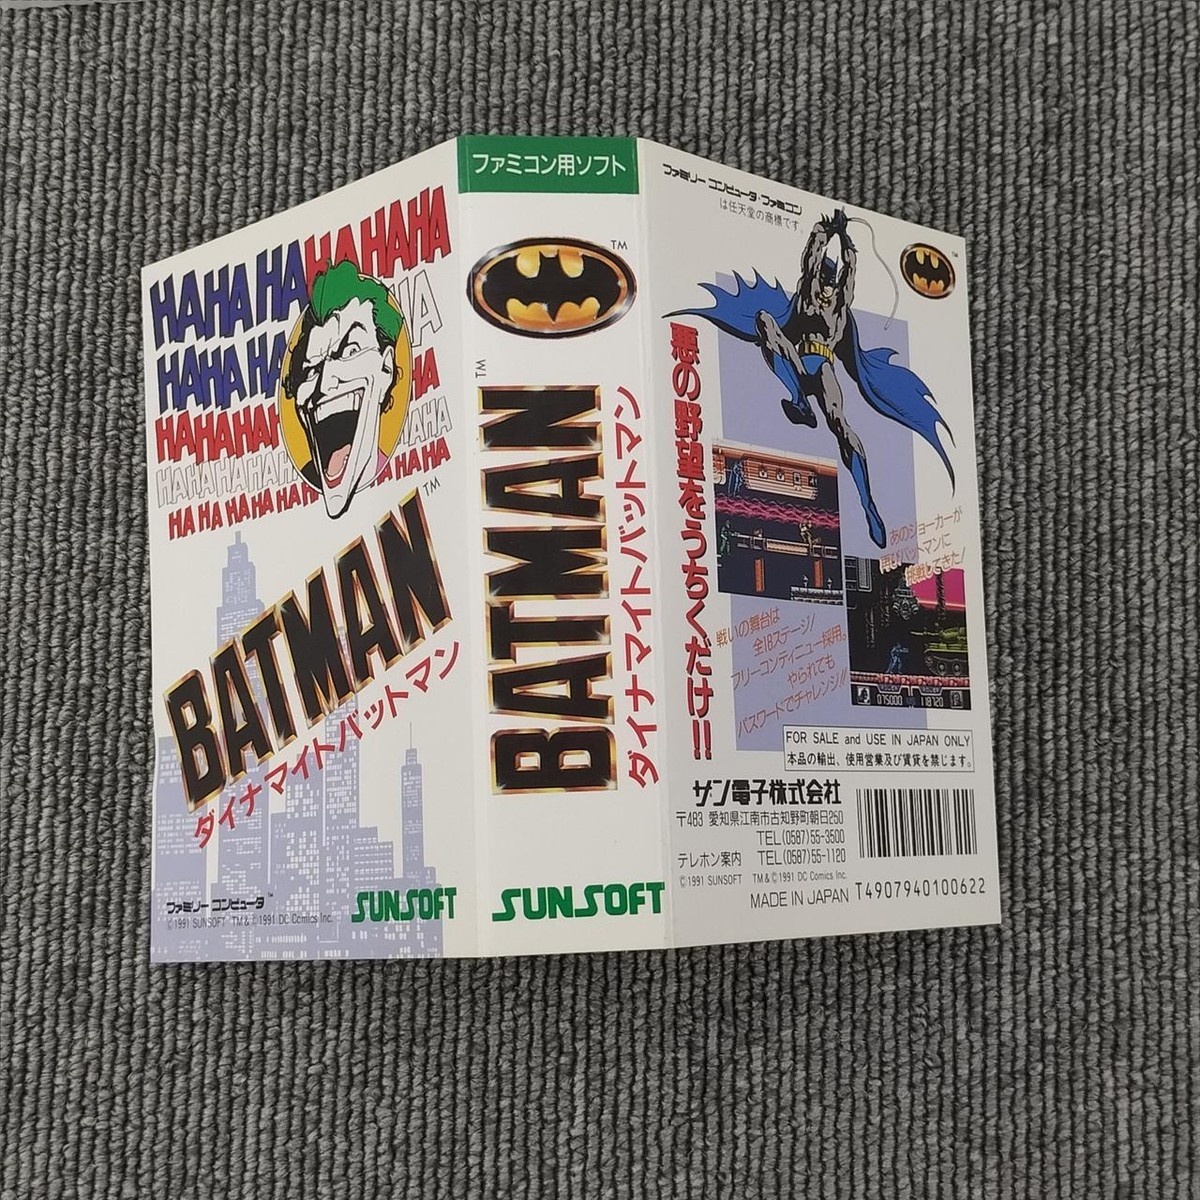 HAHAHAHAHAHA
HAHA HA HA
HAHAHAH HA
HAHAHAHAH HAHA
HA HA HA HA HA H HA HA HA
BATMAN™
ダイナマイトバットマン
ファミリー コンピュータ™
©1991 SUNSOFT TM & ©1991 DC Comics Inc.
SUNSOFT
ファミコン用ソフト
TM
BATMAN™
ダイナマイトバットマン
SUNSOFT
ファミリー コンピュータ・ファミコン
は任天堂の商標です。
TM
悪の野望をうちくだけ!!
あのジョーカーが
再びバットマンに
挑戦してきた!
戦いの舞台は
全18ステージ!
フリーコンティニュー採用。
やられても
パスワードでチャレンジ!!
075000
118120
FOR SALE and USE IN JAPAN ONLY
本品の輸出、使用営業及び賃貸を禁じます。
サン電子株式会社
〒483 愛知県江南市古知野町朝日250
TEL(0587)55-3500
テレホン案内 TEL(0587)55-1120
©1991 SUNSOFT TM & ©1991 DC Comics Inc.
MADE IN JAPAN T4907940100622